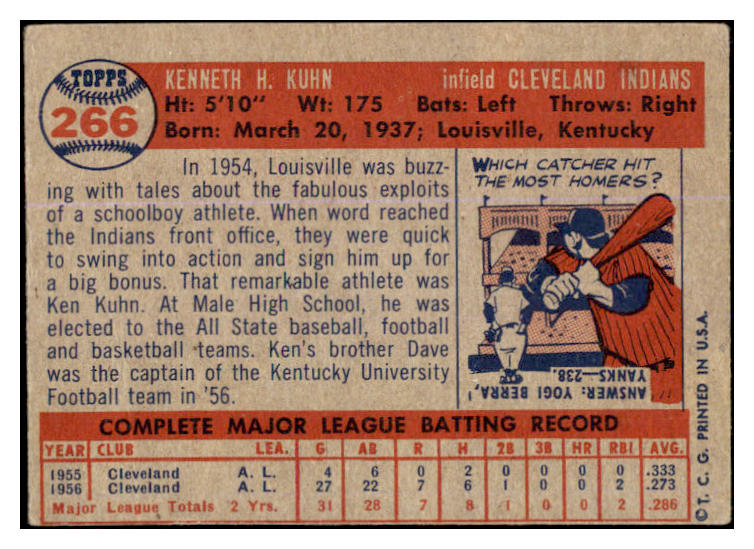 TOPPS
266
KENNETH H. KUHN infield CLEVELAND INDIANS
Ht: 5'10" Wt: 175 Bats: Left Throws: Right
Born: March 20, 1937; Louisville, Kentucky
In 1954, Louisville was buzz-
ing with tales about the fabulous exploits
of a schoolboy athlete. When word reached
the Indians front office, they were quick
to swing into action and sign him up for
a big bonus. That remarkable athlete was
Ken Kuhn. At Male High School, he was
elected to the All State baseball, football
and basketball teams. Ken's brother Dave
was the captain of the Kentucky University
Football team in '56.
WHICH CATCHER HIT
THE MOST HOMERS?
ANSWER: YOGI BERRA,
YANKS—238.
COMPLETE MAJOR LEAGUE BATTING RECORD
YEAR CLUB LEA. G AB R H 2B 3B HR RBI AVG.
1955 Cleveland A. L. 4 6 0 2 0 0 0 0 .333
1956 Cleveland A. L. 27 22 7 6 1 0 0 2 .273
Major League Totals 2 Yrs. 31 28 7 8 1 0 0 2 .286
© T. C. G. PRINTED IN U.S.A.